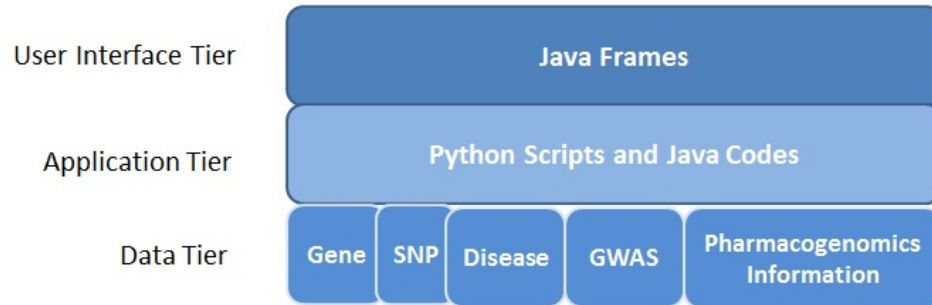 User Interface Tier
Java Frames
Application Tier
Python Scripts and Java Codes
Data Tier
Gene
SNP
Disease
GWAS
Pharmacogenomics
Information